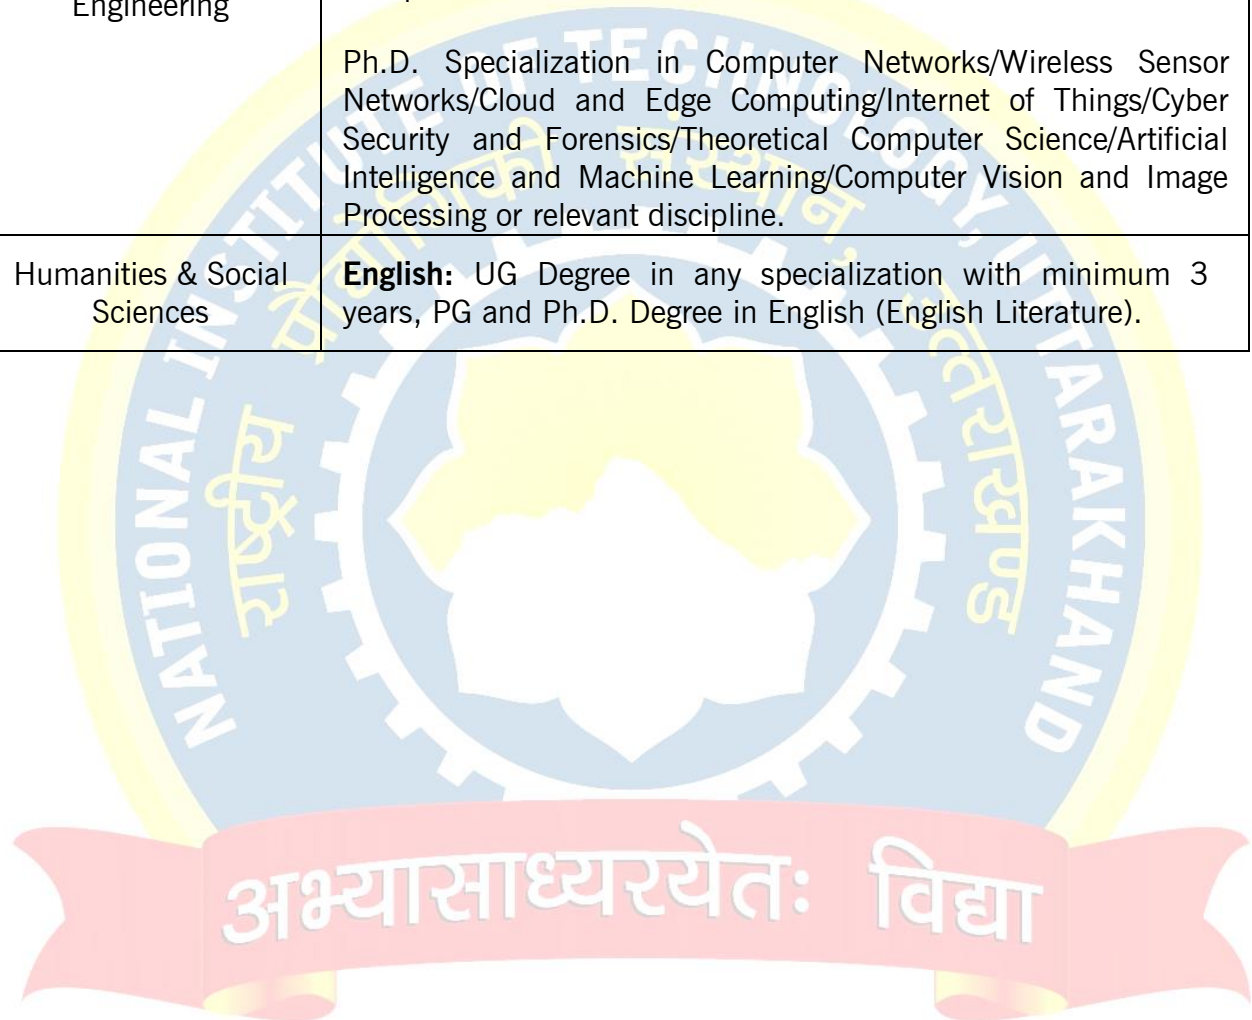 Engineering
Ph.D. Specialization in Computer Networks/Wireless Sensor
Networks/Cloud and Edge Computing/Internet of Things/Cyber
Security and Forensics/Theoretical Computer Science/Artificial
Intelligence and Machine Learning/Computer Vision and Image
Processing or relevant discipline.
Humanities & Social
Sciences
English: UG Degree in any specialization with minimum 3
years, PG and Ph.D. Degree in English (English Literature).
NATIONAL INSTITUTE OF TECHNOLOGY, UTTARAKHAND
राष्ट्रीय प्रौद्योगिकी संस्थान, उत्तराखण्ड
अभ्यासाध्यरयेतः विद्या